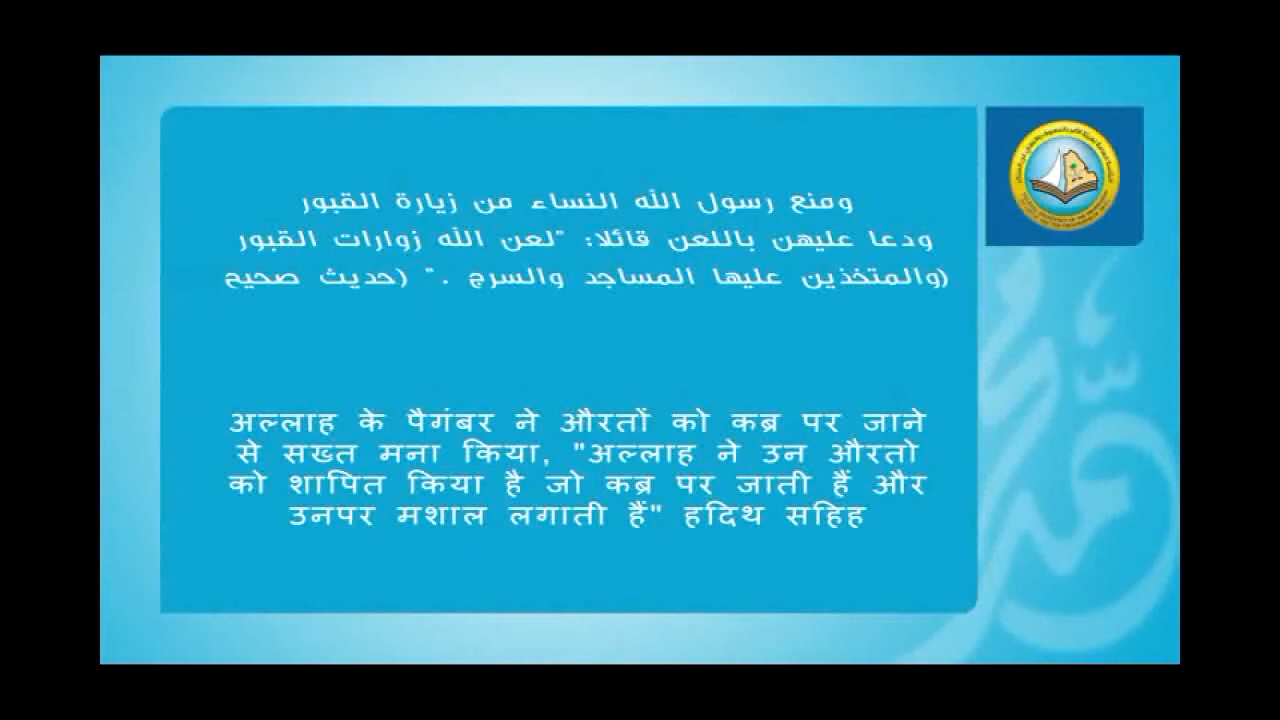 ومنع رسول الله النساء من زيارة القبور
ودعا عليهن باللعن قائلا: "لعن الله زوارات القبور
(والمتخذين عليها المساجد والسرج ." (حديث صحيح
अल्लाह के पैगंबर ने औरतों को कब्र पर जाने
से सख्त मना किया, "अल्लाह ने उन औरतो
को शापित किया है जो कब्र पर जाती हैं और
उनपर मशाल लगाती हैं" हदिथ सहिह
محمد